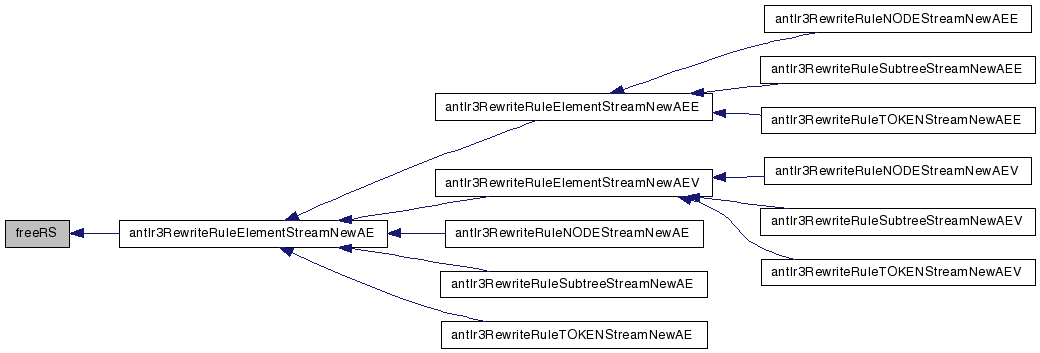 antlr3RewriteRuleNODEStreamNewAEE
antlr3RewriteRuleSubtreeStreamNewAEE
antlr3RewriteRuleElementStreamNewAEE
antlr3RewriteRuleTOKENStreamNewAEE
antlr3RewriteRuleNODEStreamNewAEV
antlr3RewriteRuleElementStreamNewAEV
antlr3RewriteRuleSubtreeStreamNewAEV
freeRS
antlr3RewriteRuleElementStreamNewAE
antlr3RewriteRuleNODEStreamNewAE
antlr3RewriteRuleTOKENStreamNewAEV
antlr3RewriteRuleSubtreeStreamNewAE
antlr3RewriteRuleTOKENStreamNewAE